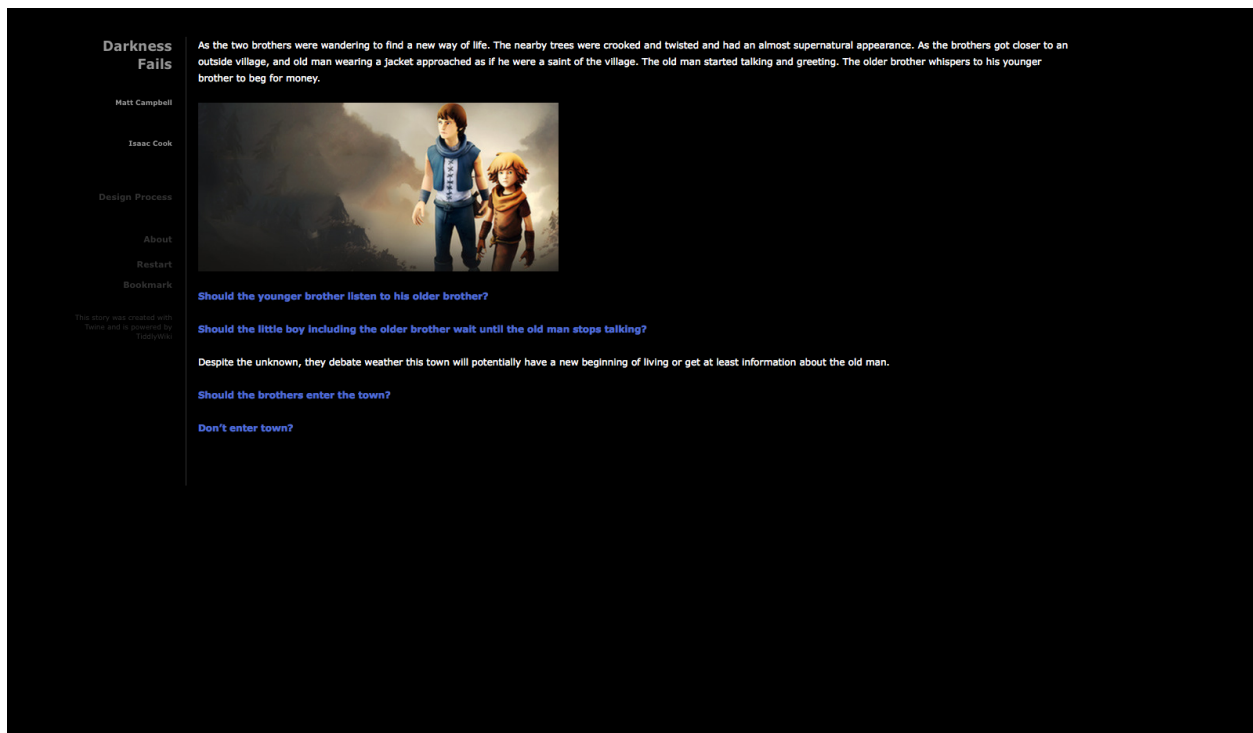 Darkness
Fails
Matt Campbell
Isaac Cook
Design Process
About
Restart
Bookmark
This story was created with
Twine and is powered by
TiddlyWiki
As the two brothers were wandering to find a new way of life. The nearby trees were crooked and twisted and had an almost supernatural appearance. As the brothers got closer to an
outside village, and old man wearing a jacket approached as if he were a saint of the village. The old man started talking and greeting. The older brother whispers to his younger
brother to beg for money.
Should the younger brother listen to his older brother?
Should the little boy including the older brother wait until the old man stops talking?
Despite the unknown, they debate weather this town will potentially have a new beginning of living or get at least information about the old man.
Should the brothers enter the town?
Don't enter town?